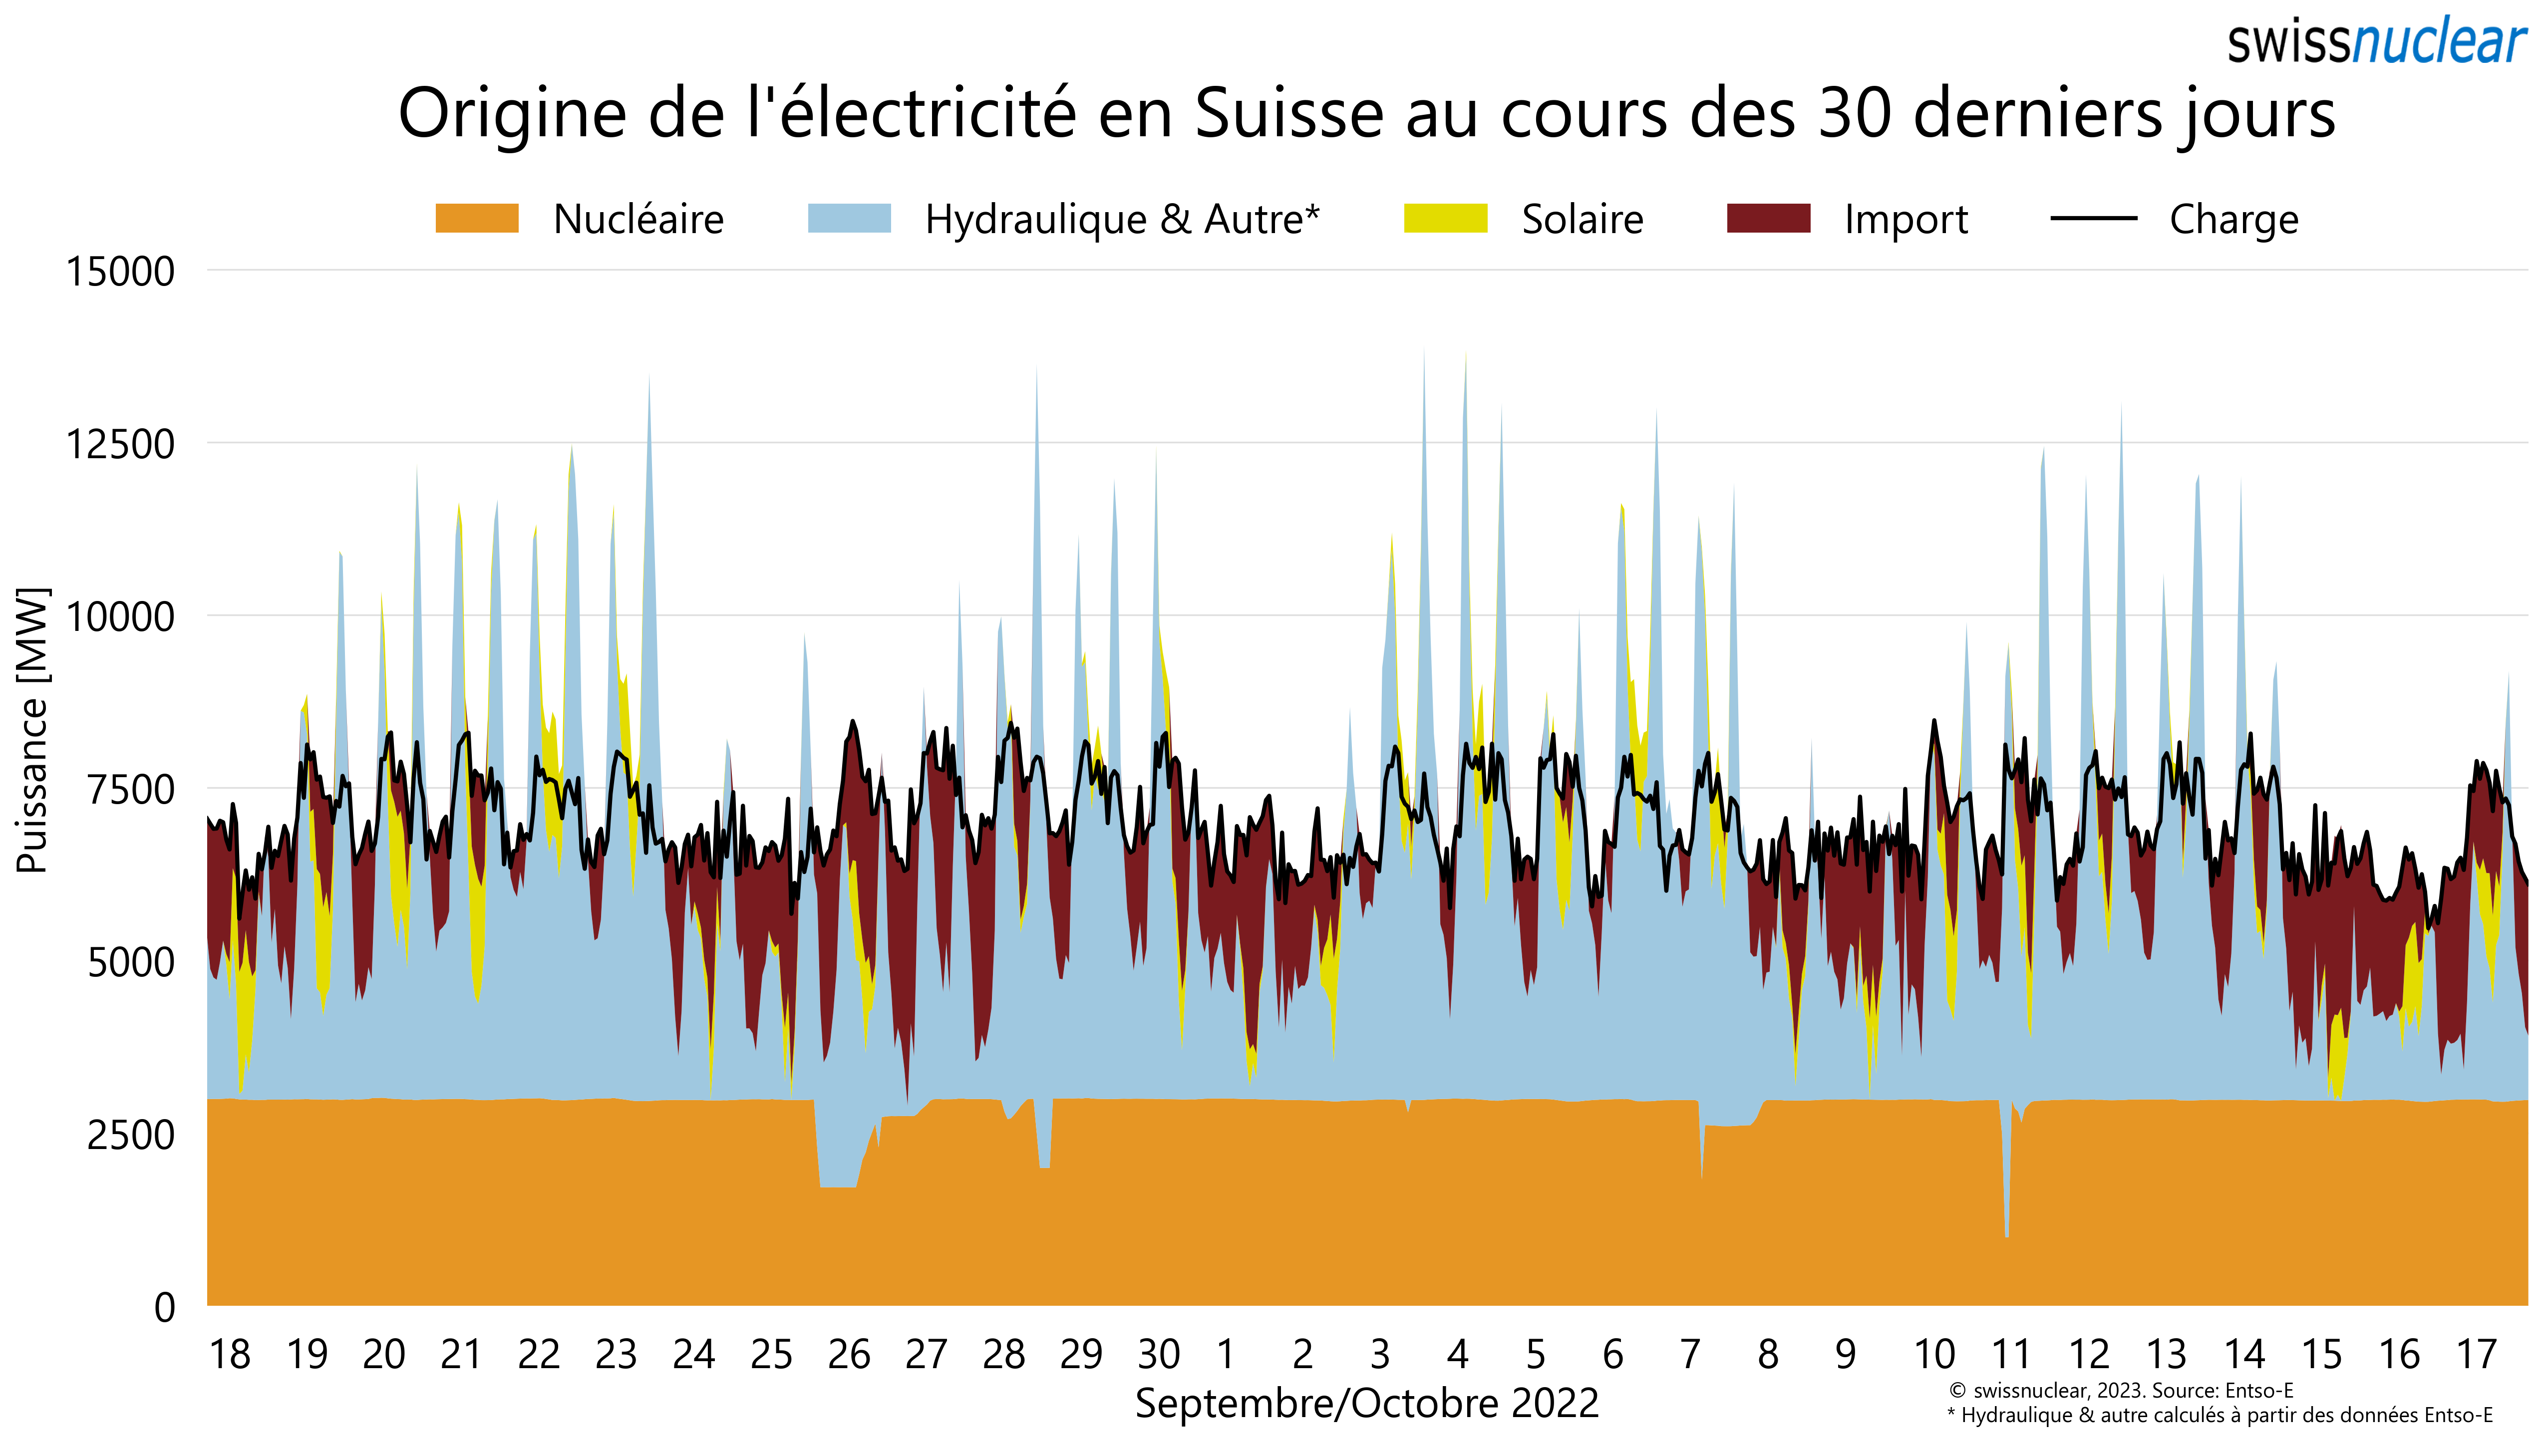 swissnuclear
Origine de l'électricité en Suisse au cours des 30 derniers jours
Nucléaire Hydraulique & Autre* Solaire Import Charge
15000
12500
10000
7500
5000
2500
0
Puissance [MW]
18 19 20 21 22 23 24 25 26 27 28 29 30 1 2 3 4 5 6 7 8 9 10 11 12 13 14 15 16 17
Septembre/Octobre 2022
© swissnuclear, 2023. Source: Entso-E
* Hydraulique & autre calculés à partir des données Entso-E